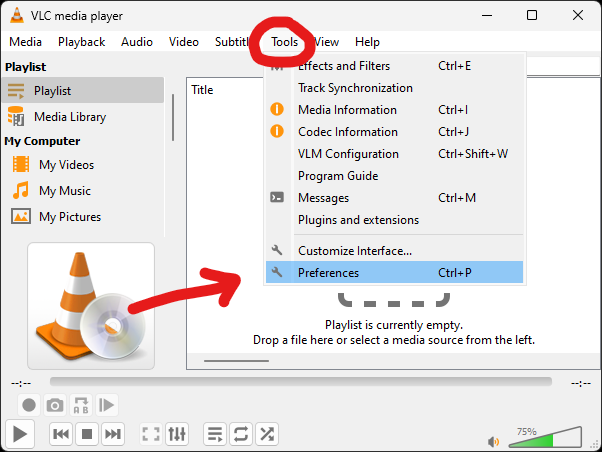 VLC media player
Media Playback Audio Video Subtitl Tools View Help
Playlist
Playlist
Media Library
My Computer
My Videos
My Music
My Pictures
Title
Effects and Filters Ctrl+E
Track Synchronization
Media Information Ctrl+I
Codec Information Ctrl+J
VLM Configuration Ctrl+Shift+W
Program Guide
Messages Ctrl+M
Plugins and extensions
Customize Interface...
Preferences Ctrl+P
Playlist is currently empty.
Drop a file here or select a media source from the left.
--:-- --:--
A B
75%